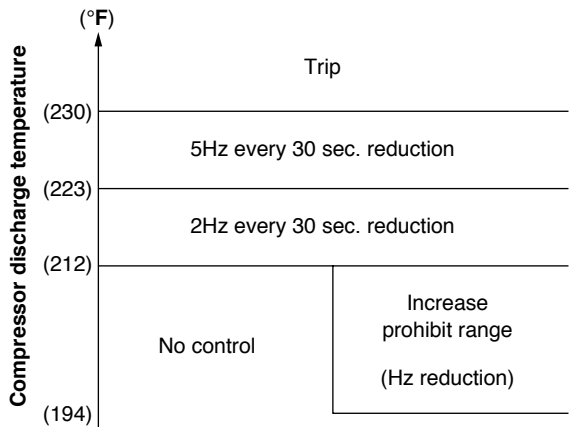 (°F)
Compressor discharge temperature
Trip
(230)
5Hz every 30 sec. reduction
(223)
2Hz every 30 sec. reduction
(212)
Increase
prohibit range
No control
(Hz reduction)
(194)